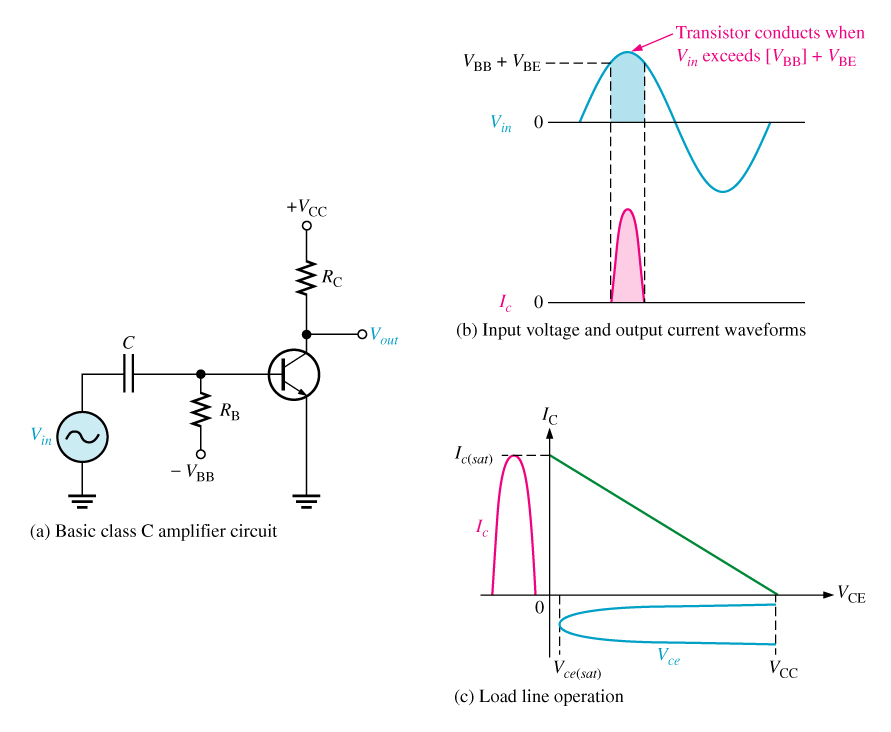 +V_CC
R_C
V_out
C
R_B
V_in
− V_BB
(a) Basic class C amplifier circuit
Transistor conducts when
V_in exceeds [V_BB] + V_BE
V_BB + V_BE
V_in 0
I_c 0
(b) Input voltage and output current waveforms
I_C
I_c(sat)
I_c
0
V_CE
V_ce
V_ce(sat)
V_CC
(c) Load line operation